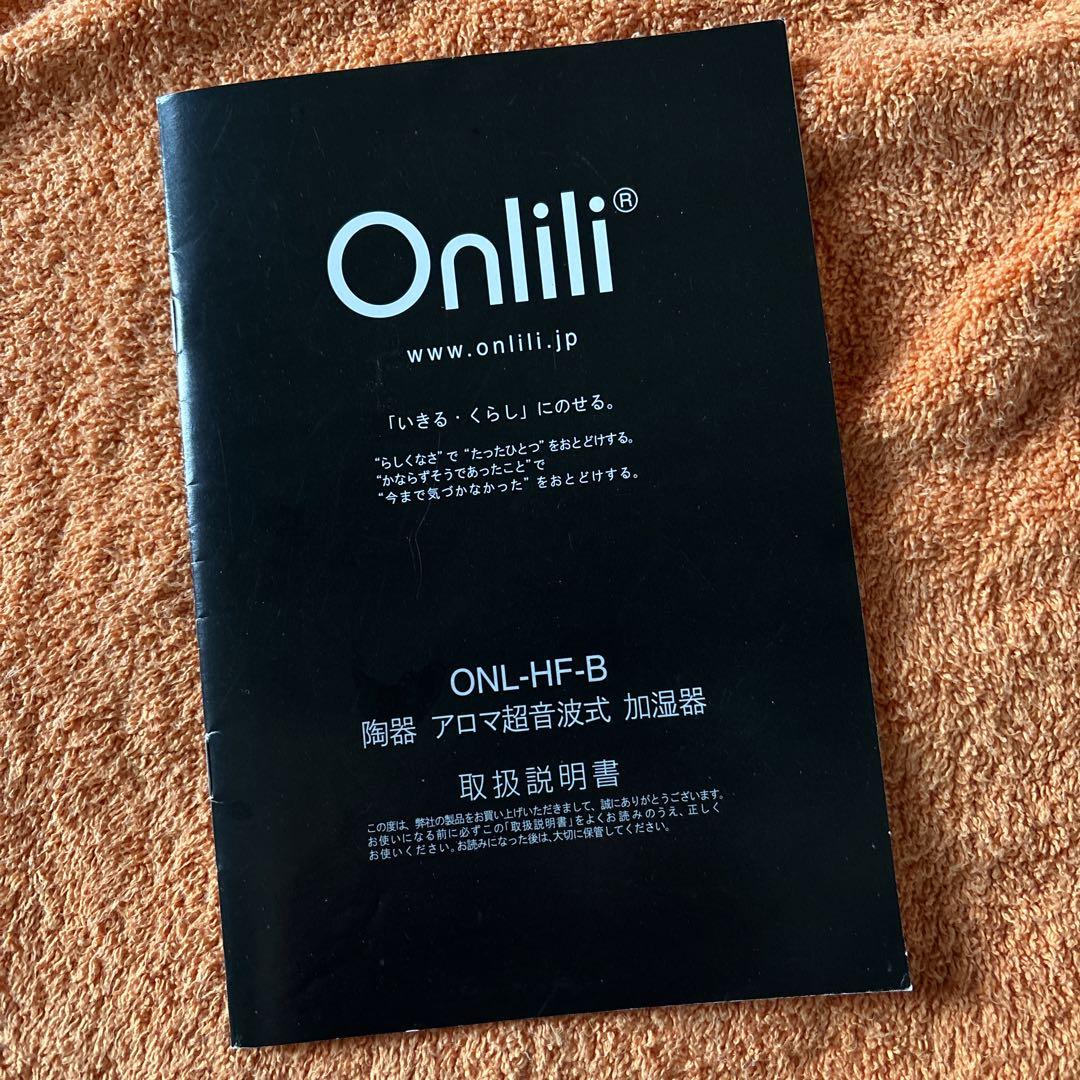 Onlili®
www.onlili.jp
「いきる・くらし」にのせる。
“らしくなさ”で“たったひとつ”をおとどけする。
“かならずそうであったこと”で
“今まで気づかなかった”をおとどけする。
ONL-HF-B
陶器 アロマ超音波式 加湿器
取扱説明書
この度は、弊社の製品をお買い上げいただきまして、誠にありがとうございます。
お使いになる前に必ずこの「取扱説明書」をよくお読みのうえ、正しく
お使いください。お読みになった後は、大切に保管してください。